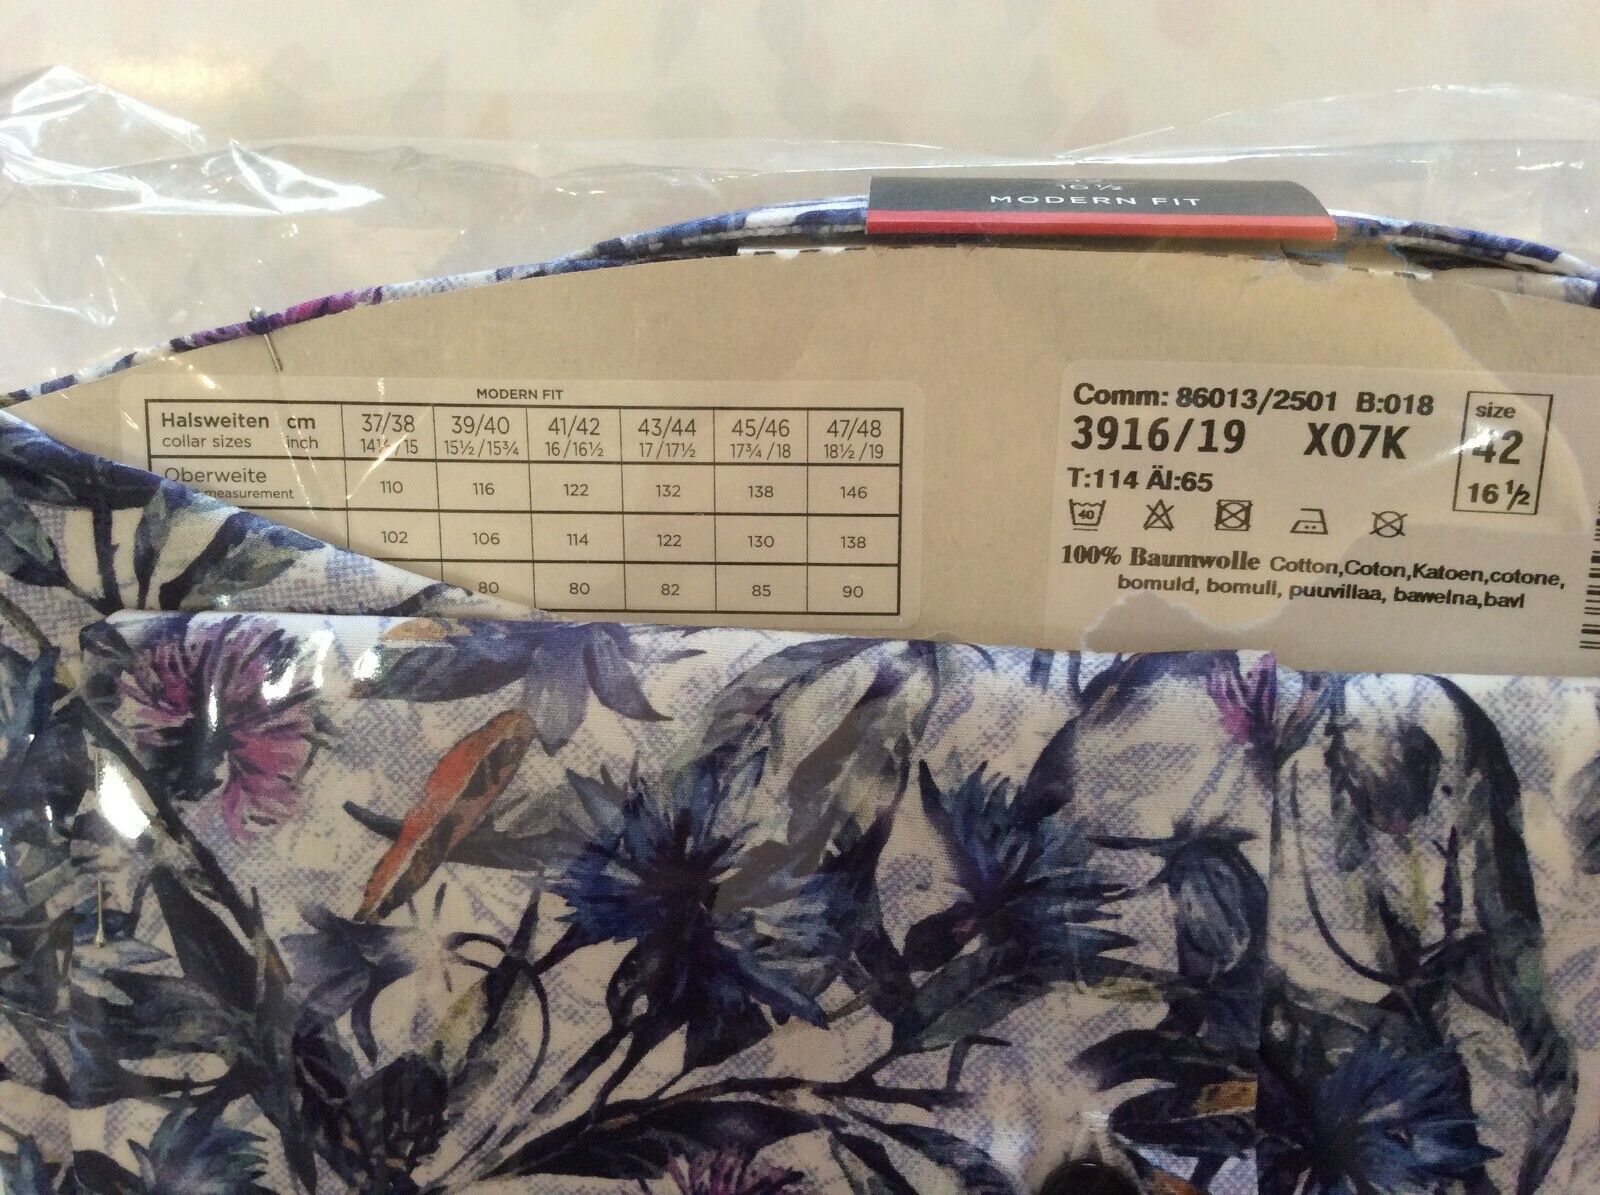 16 ½
MODERN FIT
MODERN FIT
Halsweiten cm 37/38 39/40 41/42 43/44 45/46 47/48
collar sizes inch 15 15½/15¾ 16/16½ 17/17½ 17¾/18 18½/19
Oberweite
measurement 110 116 122 132 138 146
102 106 114 122 130 138
80 80 82 85 90
Comm: 86013/2501 B:018
3916/19 X07K
T:114 Äl:65
size
42
16 ½
40
100% Baumwolle Cotton,Coton,Katoen,cotone,
bomuld, bomull, puuvillaa, bawelna,bavl